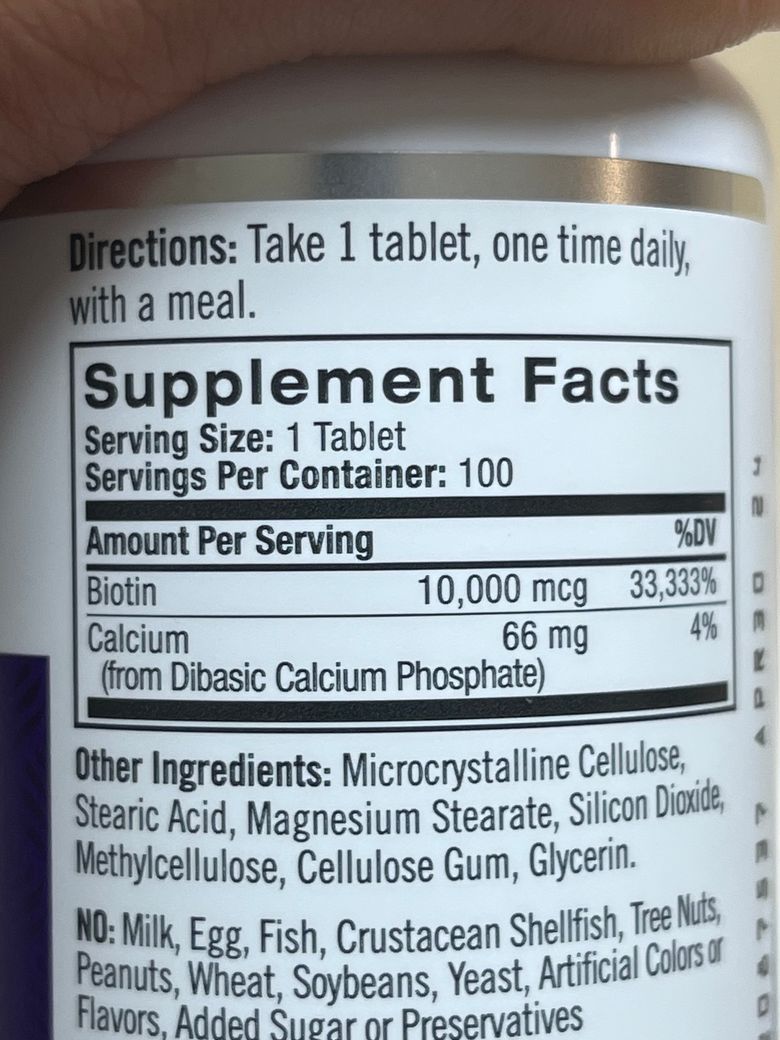 Directions: Take 1 tablet, one time daily,
with a meal.
Supplement Facts
Serving Size: 1 Tablet
Servings Per Container: 100
Amount Per Serving %DV
Biotin 10,000 mcg 33,333%
Calcium 66 mg 4%
(from Dibasic Calcium Phosphate)
Other Ingredients: Microcrystalline Cellulose,
Stearic Acid, Magnesium Stearate, Silicon Dioxide,
Methylcellulose, Cellulose Gum, Glycerin.
NO: Milk, Egg, Fish, Crustacean Shellfish, Tree Nuts,
Peanuts, Wheat, Soybeans, Yeast, Artificial Colors or
Flavors, Added Sugar or Preservatives